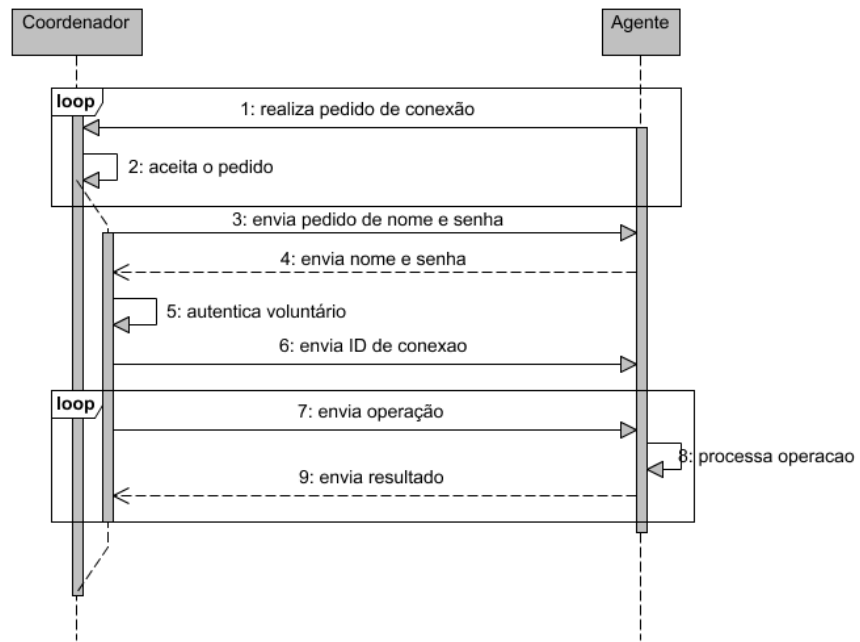 Coordenador
Agente
loop
1: realiza pedido de conexão
2: aceita o pedido
3: envia pedido de nome e senha
4: envia nome e senha
5: autentica voluntário
6: envia ID de conexao
loop
7: envia operação
8: processa operacao
9: envia resultado